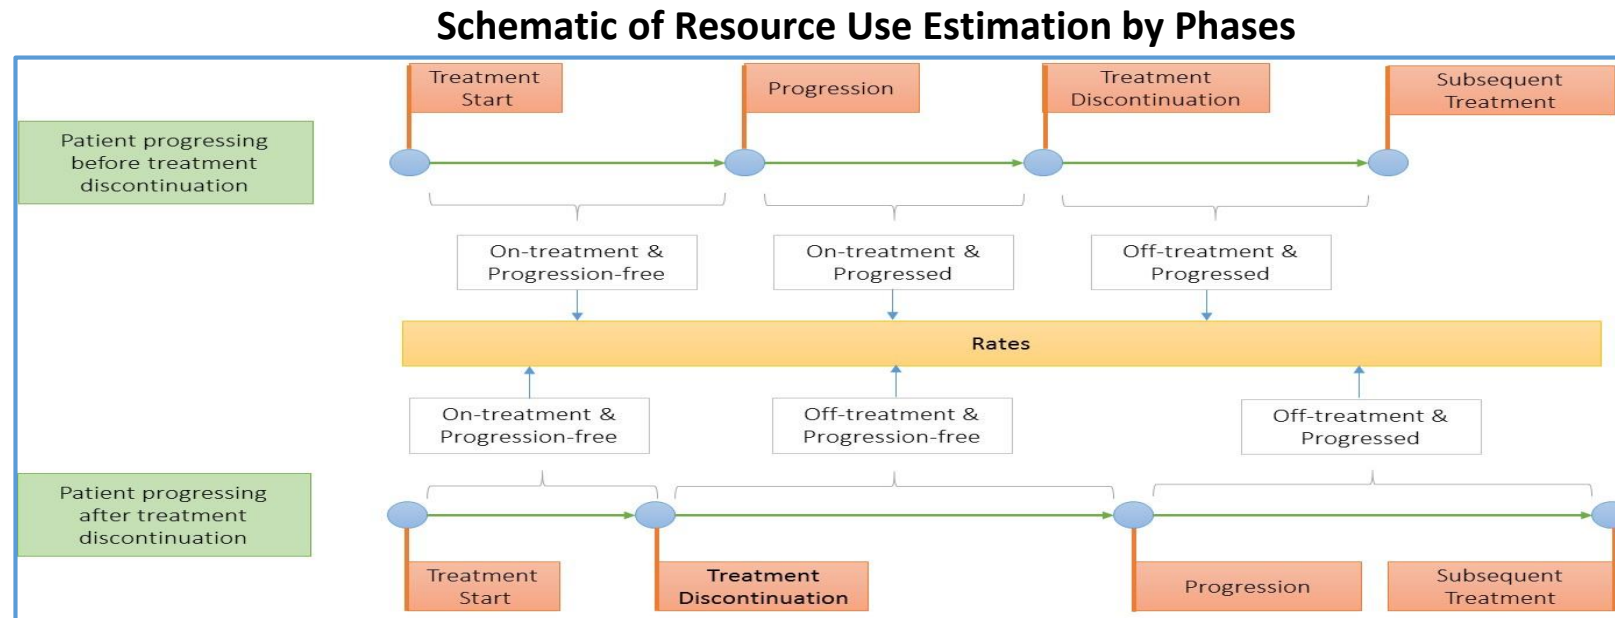 Schematic of Resource Use Estimation by Phases
Treatment
Start
Progression
Treatment
Discontinuation
Subsequent
Treatment
Patient progressing
before treatment
discontinuation
On-treatment &
Progression-free
On-treatment &
Progressed
Off-treatment &
Progressed
Rates
On-treatment &
Progression-free
Off-treatment &
Progression-free
Off-treatment &
Progressed
Patient progressing
after treatment
discontinuation
Treatment
Start
Treatment
Discontinuation
Progression
Subsequent
Treatment